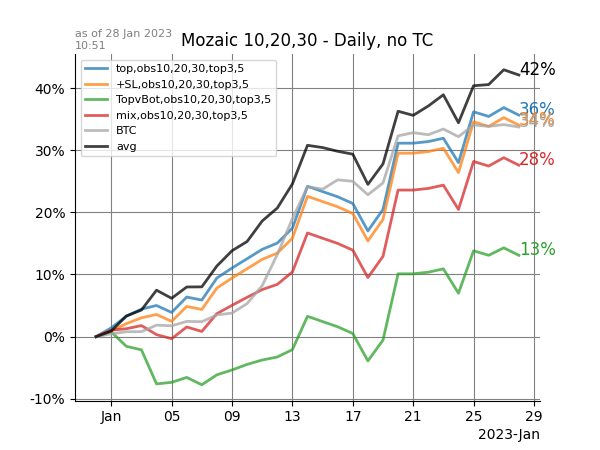 as of 28 Jan 2023
10:51
Mozaic 10,20,30 - Daily, no TC
top,obs10,20,30,top3,5
+SL,obs10,20,30,top3,5
TopvBot,obs10,20,30,top3,5
mix,obs10,20,30,top3,5
BTC
avg
40%
30%
20%
10%
0%
-10%
42%
36%
34%
28%
13%
Jan
05
09
13
17
21
25
29
2023-Jan